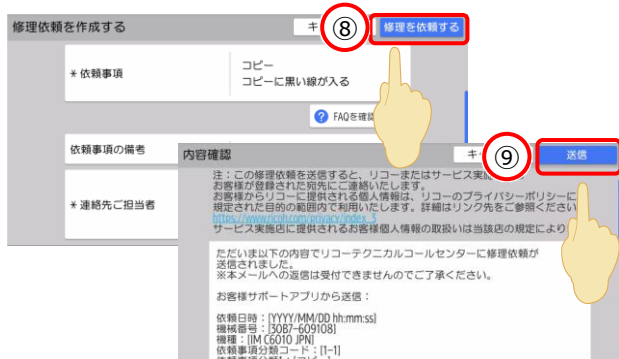 修理依頼を作成する
キ
⑧
修理を依頼する
* 依頼事項
コピー
コピーに黒い線が入る
? FAQを確認
依頼事項の備考
* 連絡先ご担当者
内容確認
キ
⑨
送信
注：この修理依頼を送信すると、リコーまたはサービス実施
お客様が登録された宛先にご連絡いたします。
お客様からリコーに提供される個人情報は、リコーのプライバシーポリシーに
規定された目的の範囲内で利用いたします。詳細はリンク先をご参照ください
https://www.ricoh.com/privacy/index_3
サービス実施店に提供されるお客様個人情報の取扱いは当該店の規定により
ただいま以下の内容でリコーテクニカルコールセンターに修理依頼が
送信されました。
※本メールへの返信は受付できませんのでご了承ください。
お客様サポートアプリから送信：
依頼日時：[YYYY/MM/DD hh:mm:ss]
機械番号：[30B7-609108]
機種：[IM C6010 JPN]
依頼事項分類コード：[1-1]